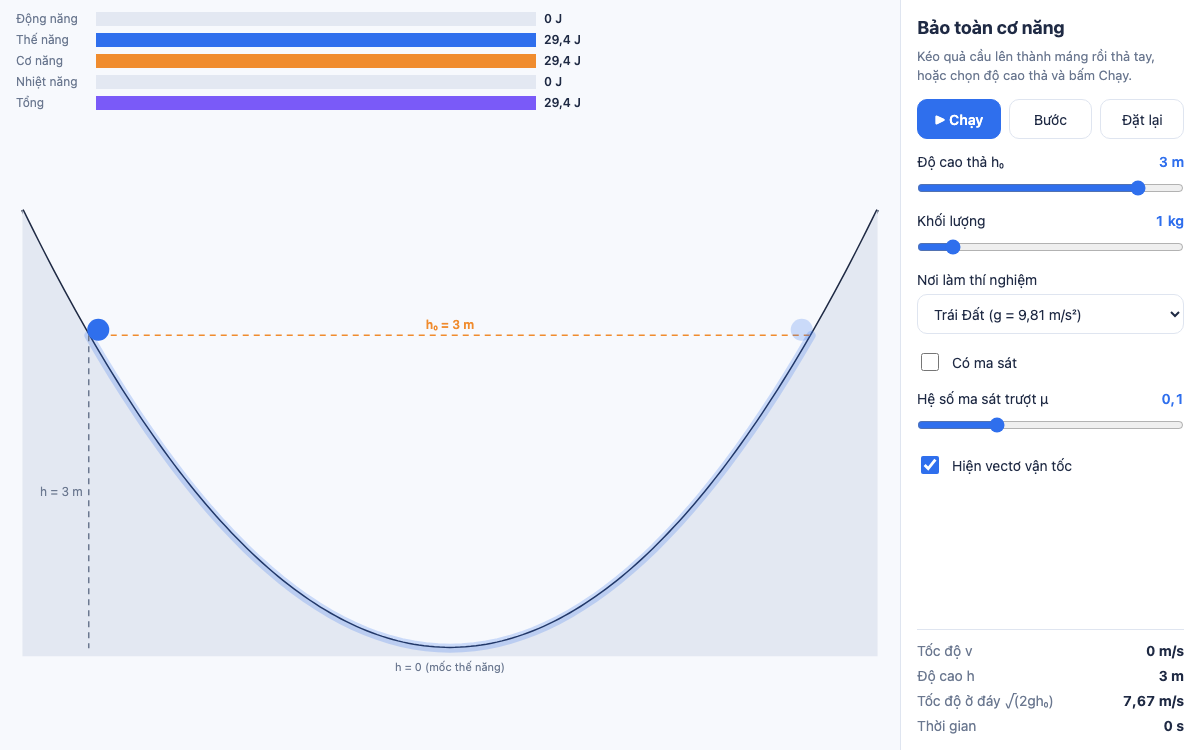 Động năng 0 J
Thế năng 29,4 J
Cơ năng 29,4 J
Nhiệt năng 0 J
Tổng 29,4 J
h₀ = 3 m
h = 3 m
h = 0 (mốc thế năng)
Bảo toàn cơ năng
Kéo quả cầu lên thành máng rồi thả tay,
hoặc chọn độ cao thả và bấm Chạy.
▶ Chạy Bước Đặt lại
Độ cao thả h₀ 3 m
Khối lượng 1 kg
Nơi làm thí nghiệm
Trái Đất (g = 9,81 m/s²)
Có ma sát
Hệ số ma sát trượt μ 0,1
Hiện vectơ vận tốc
Tốc độ v 0 m/s
Độ cao h 3 m
Tốc độ ở đáy √(2gh₀) 7,67 m/s
Thời gian 0 s